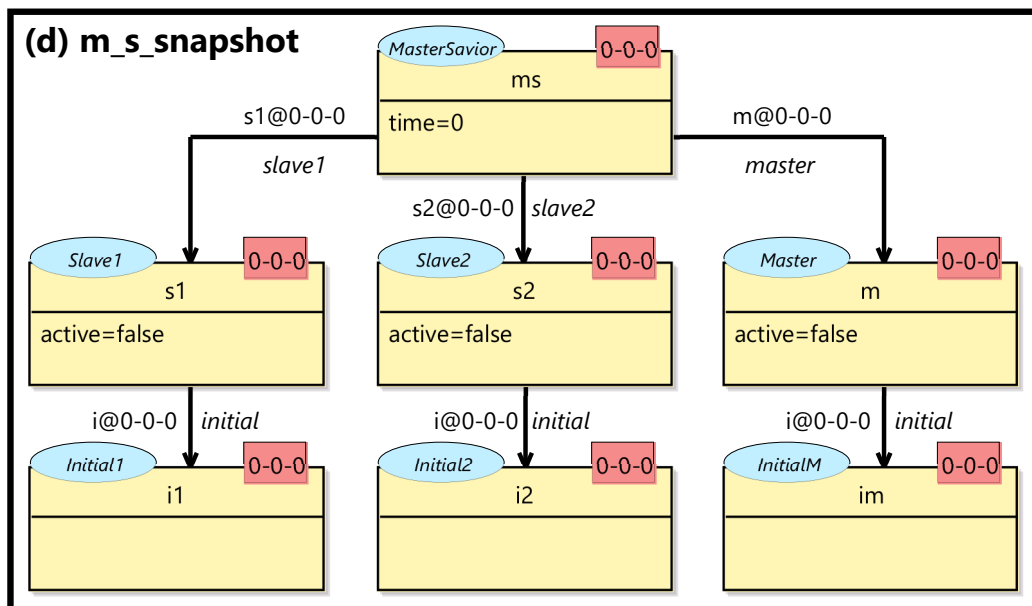 (d) m_s_snapshot
MasterSavior
0-0-0
ms
time=0
s1@0-0-0
slave1
m@0-0-0
master
s2@0-0-0 slave2
Slave1
0-0-0
s1
active=false
Slave2
0-0-0
s2
active=false
Master
0-0-0
m
active=false
i@0-0-0 initial
i@0-0-0 initial
i@0-0-0 initial
Initial1
0-0-0
i1
Initial2
0-0-0
i2
InitialM
0-0-0
im